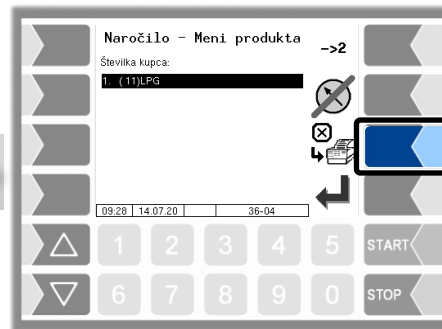 Naročilo - Meni produkta
->2
Številka kupca:
1. (11)LPG
09:28 14.07.20 36-04
1 2 3 4 5 START
6 7 8 9 0 STOP